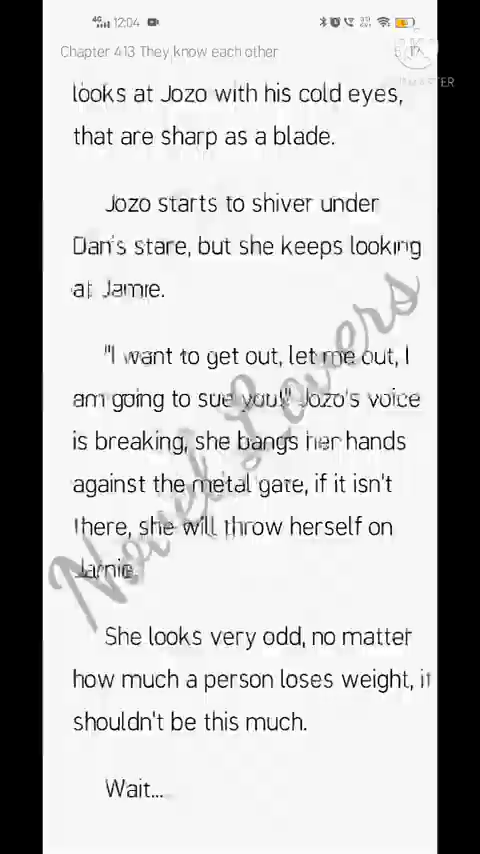 4G 12:04
Chapter 413 They know each other
looks at Jozo with his cold eyes,
that are sharp as a blade.
Jozo starts to shiver under
Dan's stare, but she keeps looking
at Jamie.
"I want to get out, let me out, I
am going to sue you!" Jozo's voice
is breaking, she bangs her hands
against the metal gate, if it isn't
there, she will throw herself on
Jamie.
She looks very odd, no matter
how much a person loses weight, it
shouldn't be this much.
Wait...
Novel Lovers